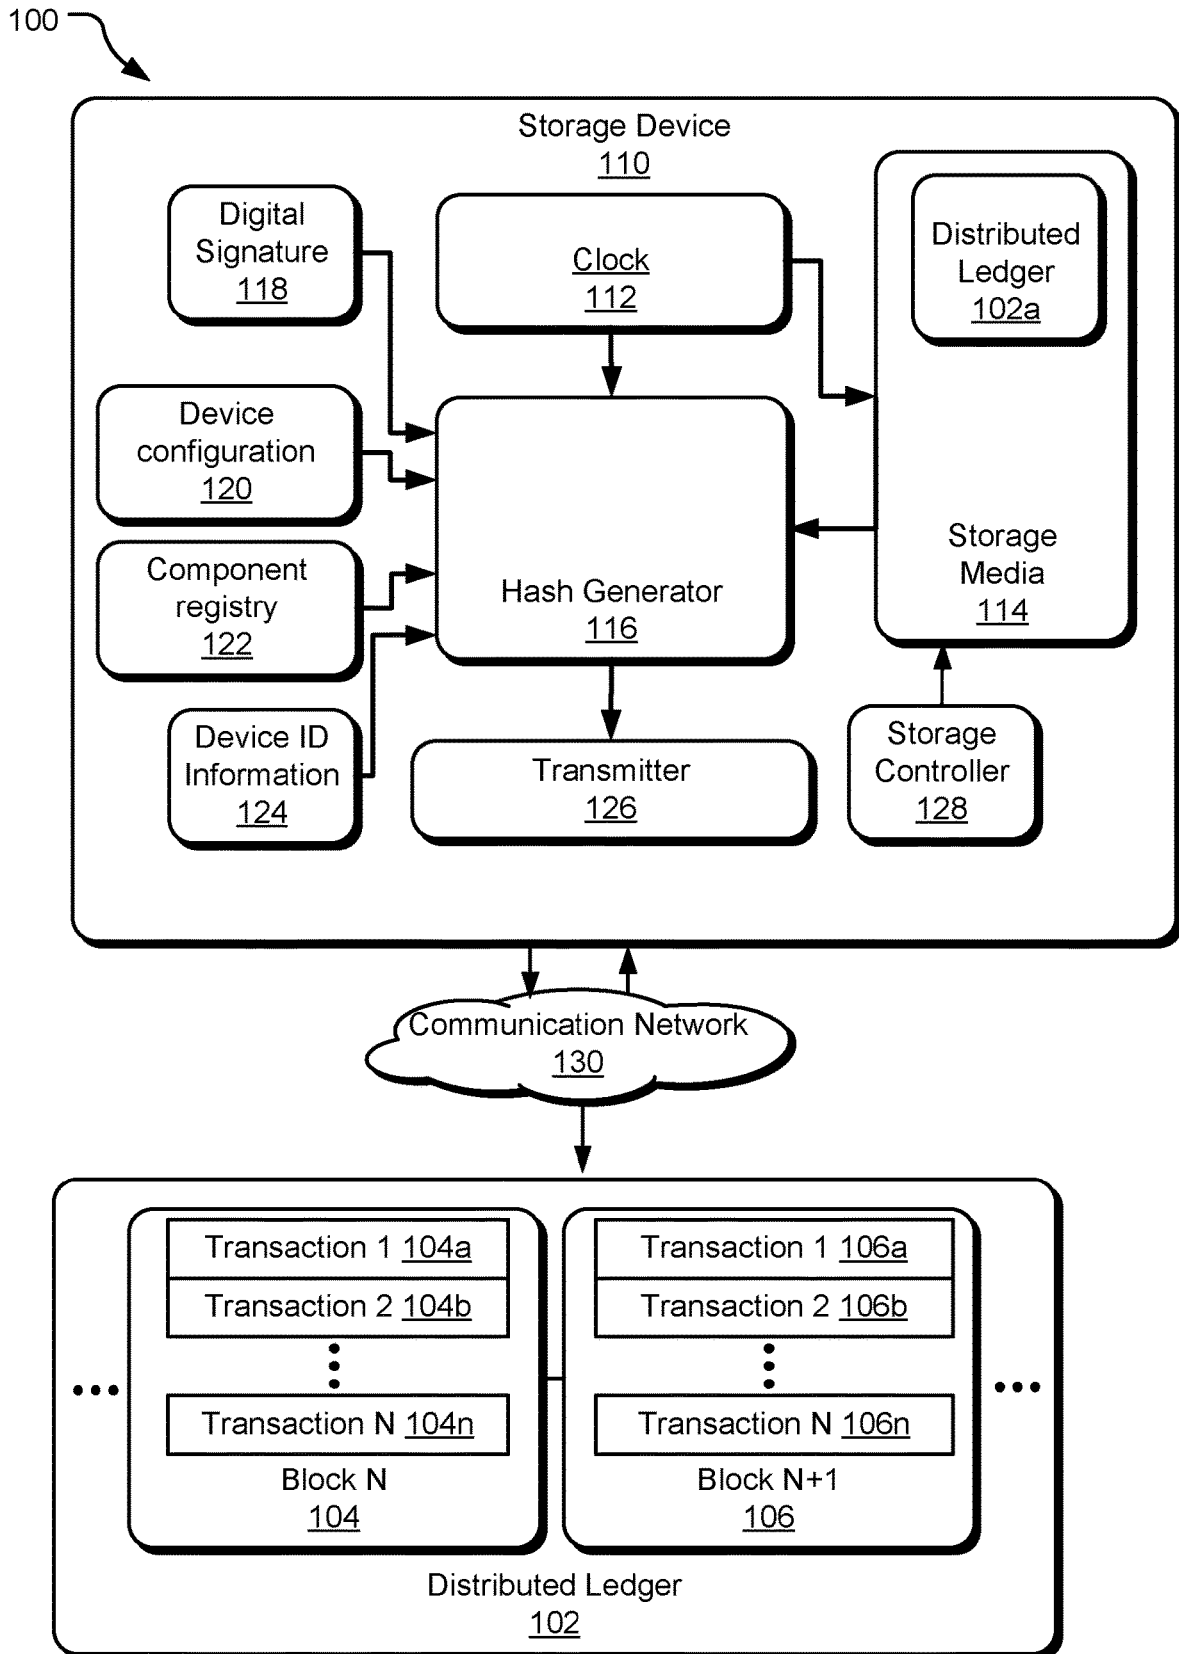 100
Storage Device
110
Digital
Signature
118
Clock
112
Distributed
Ledger
102a
Device
configuration
120
Component
registry
122
Hash Generator
116
Storage
Media
114
Device ID
Information
124
Transmitter
126
Storage
Controller
128
Communication Network
130
Transaction 1 104a
Transaction 2 104b
Transaction N 104n
Block N
104
Transaction 1 106a
Transaction 2 106b
Transaction N 106n
Block N+1
106
Distributed Ledger
102